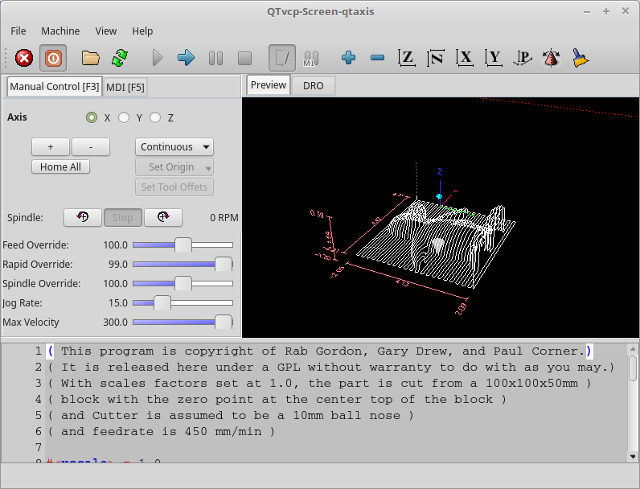 QTvcp-Screen-qtaxis
File Machine View Help
M1 Z N X Y P
Manual Control [F3] MDI [F5]
Preview DRO
Axis X Y Z
+ - Continuous
Home All Set Origin
Set Tool Offets
Spindle: Stop 0 RPM
Feed Override: 100.0
Rapid Override: 99.0
Spindle Override: 100.0
Jog Rate: 15.0
Max Velocity 300.0
Z
1 ( This program is copyright of Rab Gordon, Gary Drew, and Paul Corner.)
2 ( It is released here under a GPL without warranty to do with as you may.)
3 ( With scales factors set at 1.0, the part is cut from a 100x100x50mm )
4 ( block with the zero point at the center top of the block )
5 ( and Cutter is assumed to be a 10mm ball nose )
6 ( and feedrate is 450 mm/min )
7